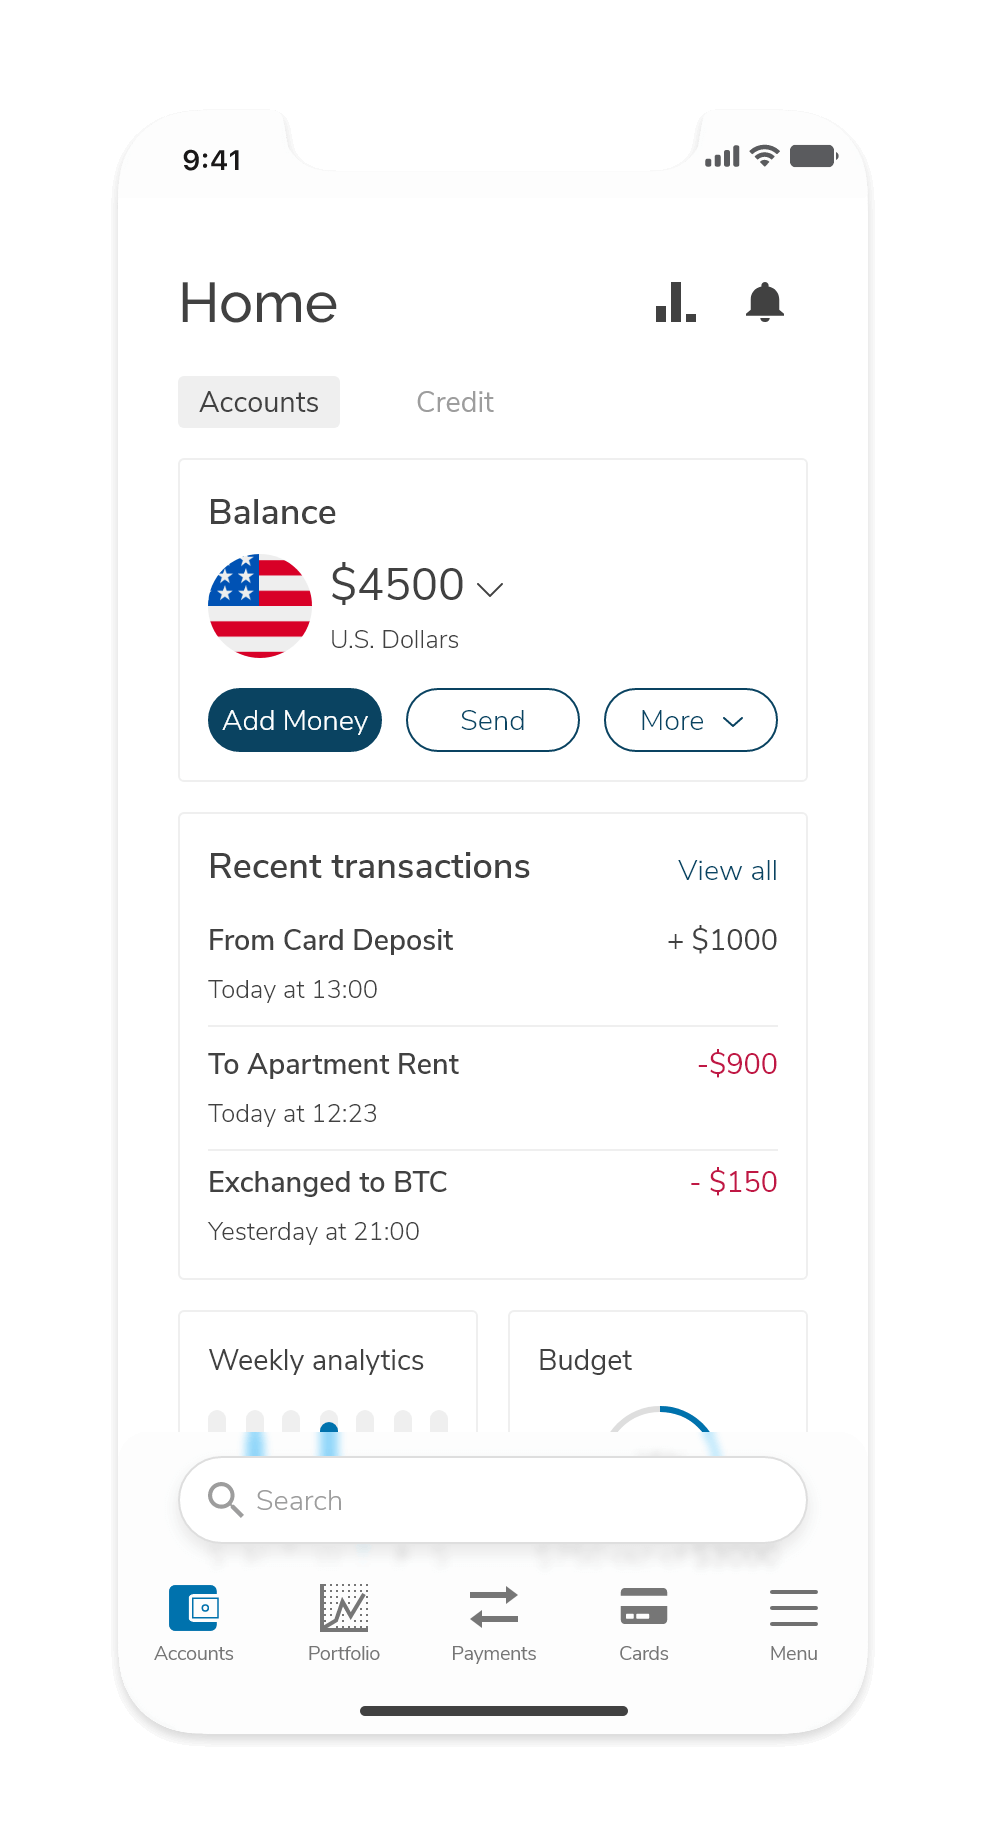 9:41
Home
Accounts Credit
Balance
$4500
U.S. Dollars
Add Money Send More
Recent transactions View all
From Card Deposit + $1000
Today at 13:00
To Apartment Rent -$900
Today at 12:23
Exchanged to BTC - $150
Yesterday at 21:00
Weekly analytics Budget
Search
Accounts Portfolio Payments Cards Menu